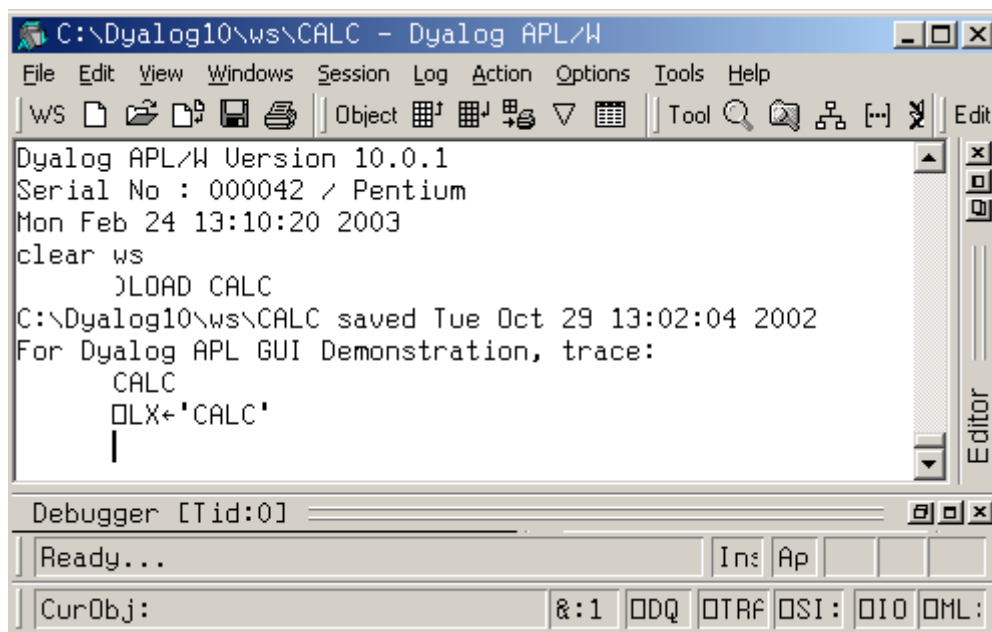 C:\Dyalog10\ws\CALC - Dyalog APL/W
File Edit View Windows Session Log Action Options Tools Help
WS Object Tool Edit
Dyalog APL/W Version 10.0.1
Serial No : 000042 / Pentium
Mon Feb 24 13:10:20 2003
clear ws
)LOAD CALC
C:\Dyalog10\ws\CALC saved Tue Oct 29 13:02:04 2002
For Dyalog APL GUI Demonstration, trace:
CALC
⎕LX←'CALC'
Editor
Debugger [Tid:0]
Ready... Ins Ap
CurObj: &:1 ⎕DQ ⎕TRA ⎕SI: ⎕IO ⎕ML: